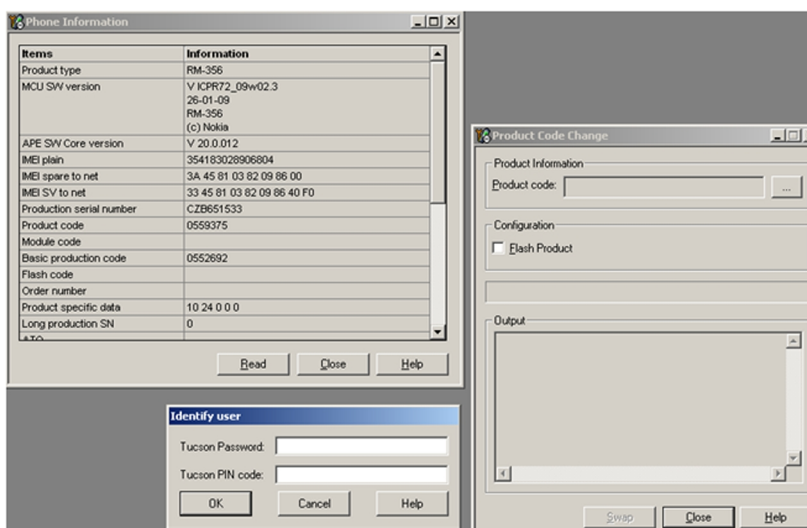 Phone Information
Items Information
Product type RM-356
MCU SW version V ICPR72_09w02.3
26-01-09
RM-356
(c) Nokia
APE SW Core version V 20.0.012
IMEI plain 354183028906804
IMEI spare to net 3A 45 81 03 82 09 86 00
IMEI SV to net 33 45 81 03 82 09 86 40 F0
Production serial number CZB651533
Product code 0559375
Module code
Basic production code 0552692
Flash code
Order number
Product specific data 10 24 0 0 0
Long production SN 0
ATO
Read Close Help
Product Code Change
Product Information
Product code: ...
Configuration
Flash Product
Output
Swap Close Help
Identify user
Tucson Password:
Tucson PIN code:
OK Cancel Help